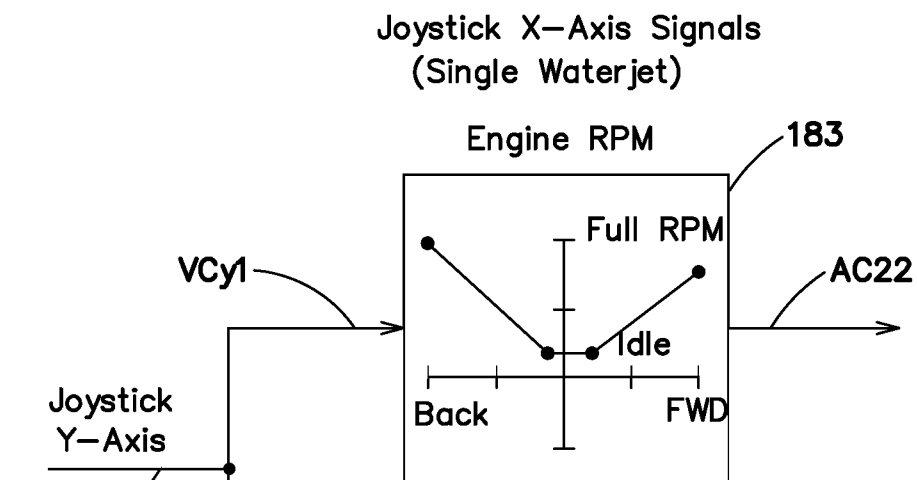 Joystick X-Axis Signals
(Single Waterjet)
Engine RPM
183
Full RPM
VCy1
AC22
Idle
Joystick
Y-Axis
Back
FWD